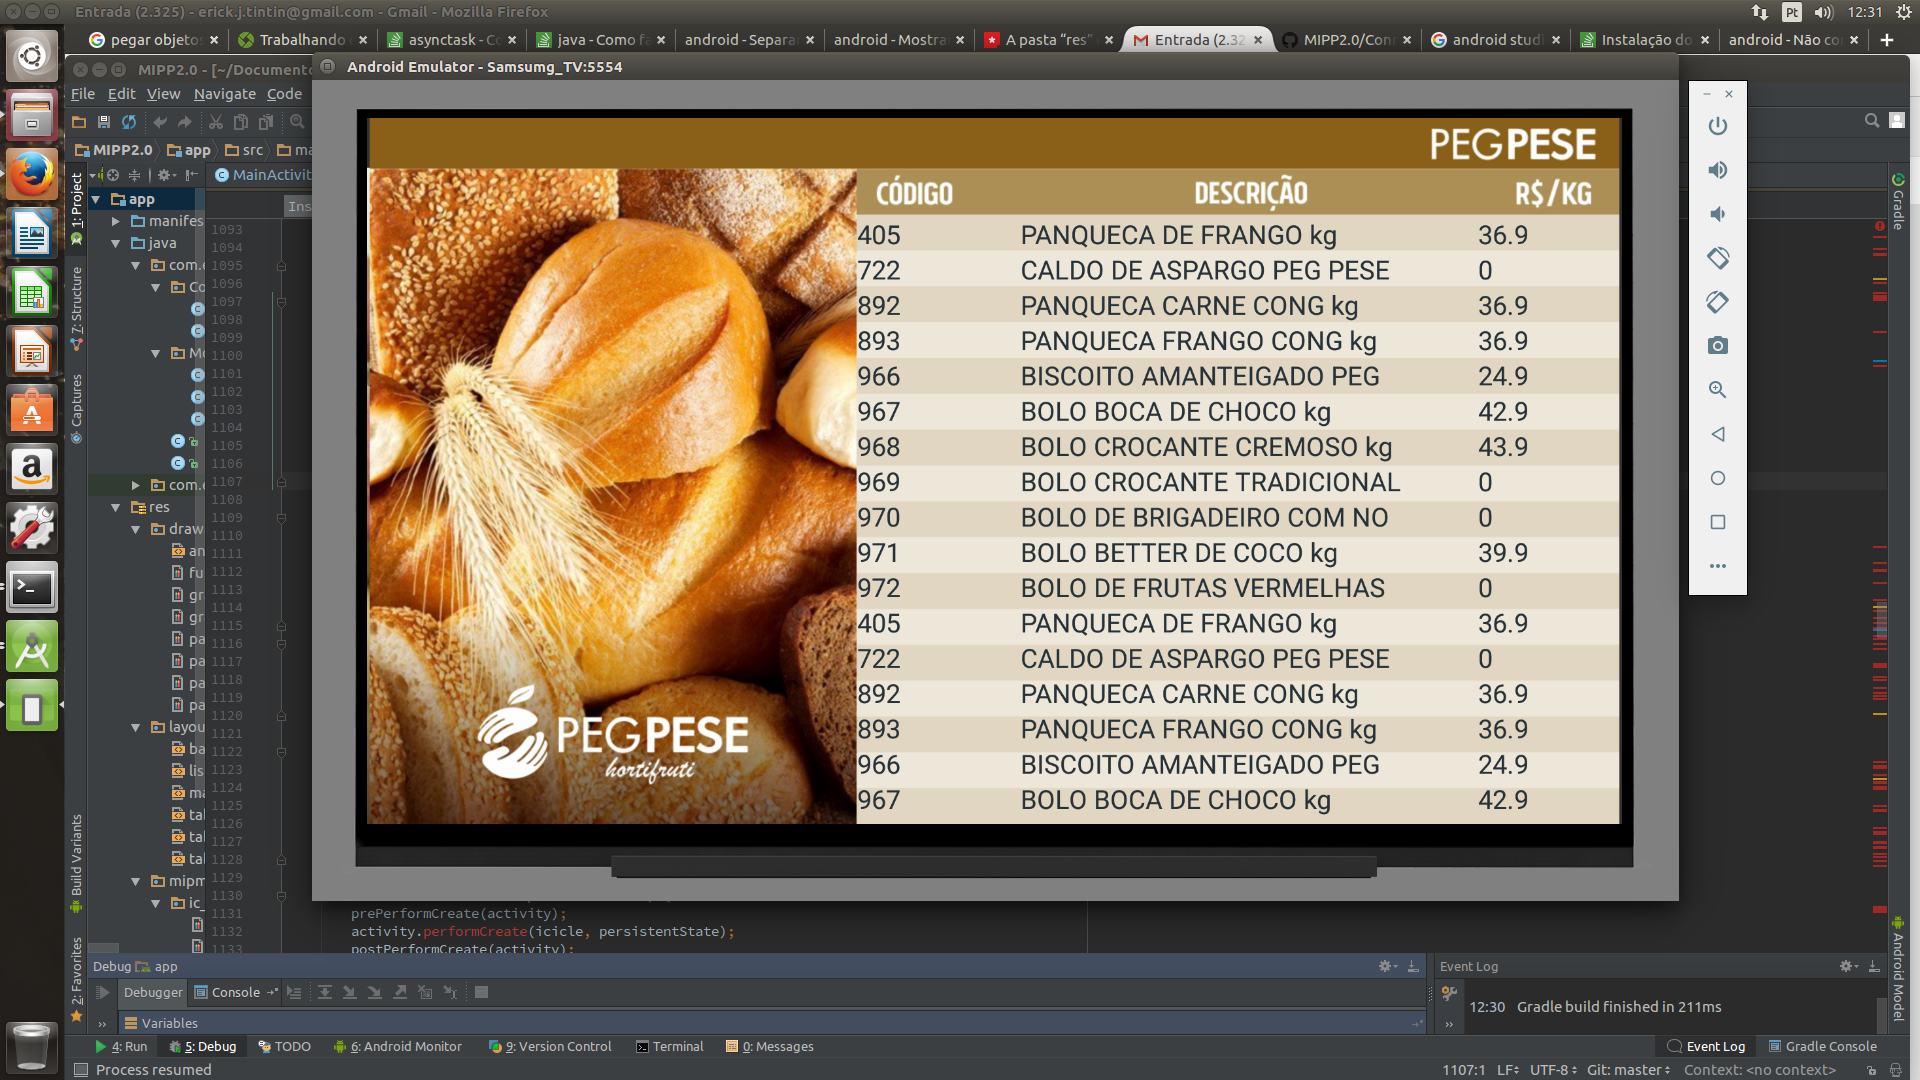 Entrada (2.325) - erick.j.tintin@gmail.com - Gmail - Mozilla Firefox
Pt
12:31
pegar objetos
Trabalhando
asynctask - Co
java - Como fa
android - Separa
android - Mostra
A pasta “res”
Entrada (2.32
MIPP2.0/Conn
android studi
Instalação do
android - Não co
MIPP2.0 - [~/Documento
Android Emulator - Samsumg_TV:5554
File Edit View Navigate Code
MIPP2.0 app src ma
MainActivit
Ins
1: Project
7: Structure
Captures
Build Variants
2: Favorites
app
manifes
java
com.e
Co
Mo
com.e
res
draw
an
fu
gr
gr
pa
pa
pa
pa
layou
ba
lis
ma
tal
tal
tal
mipm
ic_
1093
1094
1095
1096
1097
1098
1099
1100
1101
1102
1103
1104
1105
1106
1107
1108
1109
1110
1111
1112
1113
1114
1115
1116
1117
1118
1119
1120
1121
1122
1123
1124
1125
1126
1127
1128
1129
1130
1131
1132
1133
PEGPESE
CÓDIGO DESCRIÇÃO R$/KG
405 PANQUECA DE FRANGO kg 36.9
722 CALDO DE ASPARGO PEG PESE 0
892 PANQUECA CARNE CONG kg 36.9
893 PANQUECA FRANGO CONG kg 36.9
966 BISCOITO AMANTEIGADO PEG 24.9
967 BOLO BOCA DE CHOCO kg 42.9
968 BOLO CROCANTE CREMOSO kg 43.9
969 BOLO CROCANTE TRADICIONAL 0
970 BOLO DE BRIGADEIRO COM NO 0
971 BOLO BETTER DE COCO kg 39.9
972 BOLO DE FRUTAS VERMELHAS 0
405 PANQUECA DE FRANGO kg 36.9
722 CALDO DE ASPARGO PEG PESE 0
892 PANQUECA CARNE CONG kg 36.9
893 PANQUECA FRANGO CONG kg 36.9
966 BISCOITO AMANTEIGADO PEG 24.9
967 BOLO BOCA DE CHOCO kg 42.9
PEGPESE
hortifruti
Gradle
Android Model
prePerformCreate(activity);
activity.performCreate(icicle, persistentState);
postPerformCreate(activity);
Debug app
Event Log
Debugger Console
12:30 Gradle build finished in 211ms
Variables
4: Run 5: Debug TODO 6: Android Monitor 9: Version Control Terminal 0: Messages Event Log Gradle Console
Process resumed
1107:1 LF UTF-8 Git: master Context: <no context>